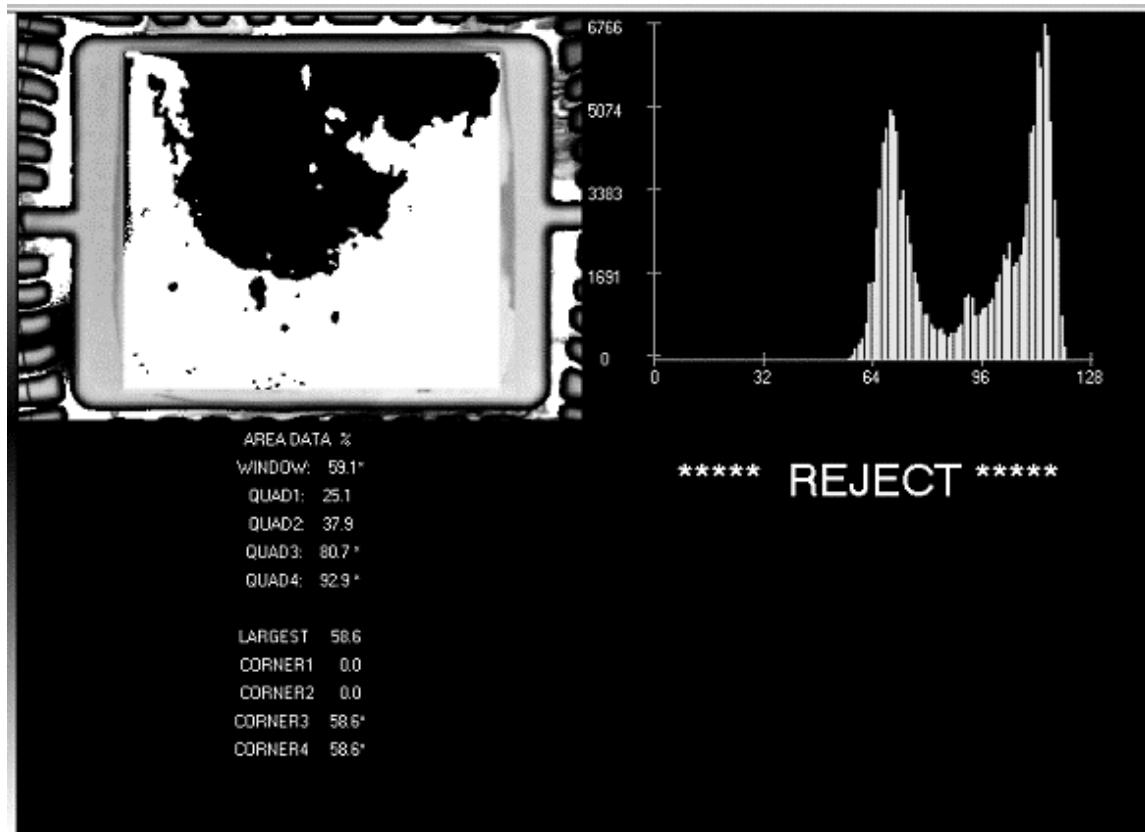 6766
5074
3383
1691
0
0 32 64 96 128
AREA DATA %
WINDOW: 59.1*
QUAD1: 25.1
QUAD2: 37.9
QUAD3: 80.7 *
QUAD4: 92.9 *
LARGEST 58.6
CORNER1 0.0
CORNER2 0.0
CORNER3 58.6*
CORNER4 58.6*
***** REJECT *****